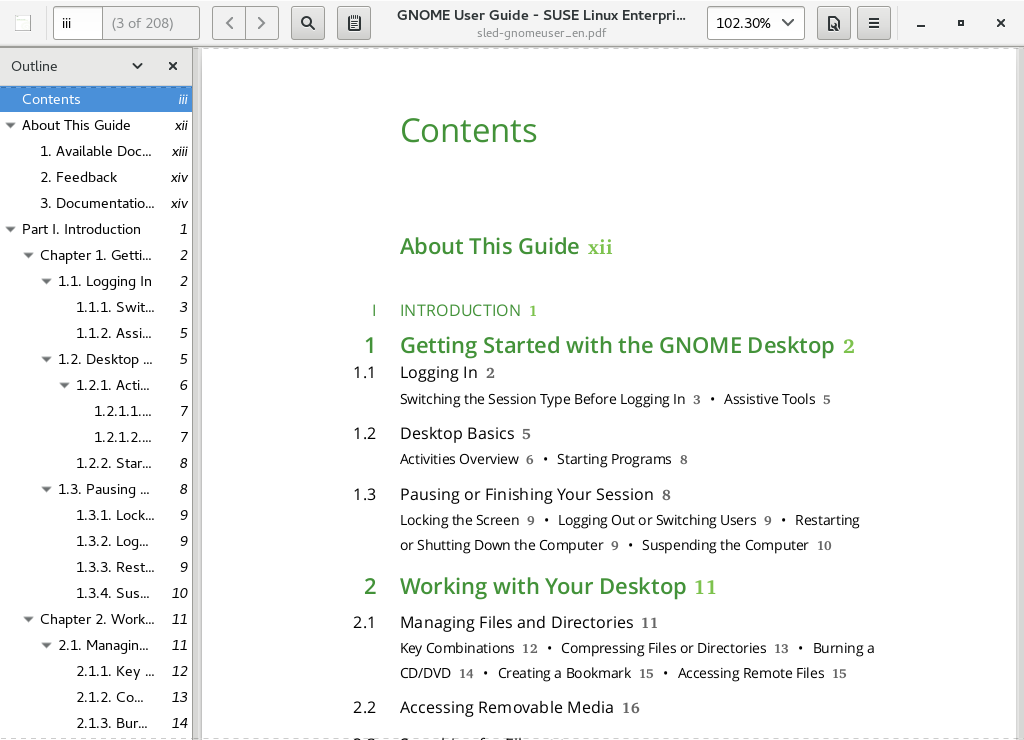 iii (3 of 208)
GNOME User Guide - SUSE Linux Enterpri...
sled-gnomeuser_en.pdf
102.30%
Outline
Contents iii
About This Guide xii
1. Available Doc... xiii
2. Feedback xiv
3. Documentatio... xiv
Part I. Introduction 1
Chapter 1. Getti... 2
1.1. Logging In 2
1.1.1. Swit... 3
1.1.2. Assi... 5
1.2. Desktop ... 5
1.2.1. Acti... 6
1.2.1.1.... 7
1.2.1.2.... 7
1.2.2. Star... 8
1.3. Pausing ... 8
1.3.1. Lock... 9
1.3.2. Log... 9
1.3.3. Rest... 9
1.3.4. Sus... 10
Chapter 2. Work... 11
2.1. Managin... 11
2.1.1. Key ... 12
2.1.2. Co... 13
2.1.3. Bur... 14
Contents
About This Guide xii
I INTRODUCTION 1
1 Getting Started with the GNOME Desktop 2
1.1 Logging In 2
Switching the Session Type Before Logging In 3 • Assistive Tools 5
1.2 Desktop Basics 5
Activities Overview 6 • Starting Programs 8
1.3 Pausing or Finishing Your Session 8
Locking the Screen 9 • Logging Out or Switching Users 9 • Restarting
or Shutting Down the Computer 9 • Suspending the Computer 10
2 Working with Your Desktop 11
2.1 Managing Files and Directories 11
Key Combinations 12 • Compressing Files or Directories 13 • Burning a
CD/DVD 14 • Creating a Bookmark 15 • Accessing Remote Files 15
2.2 Accessing Removable Media 16